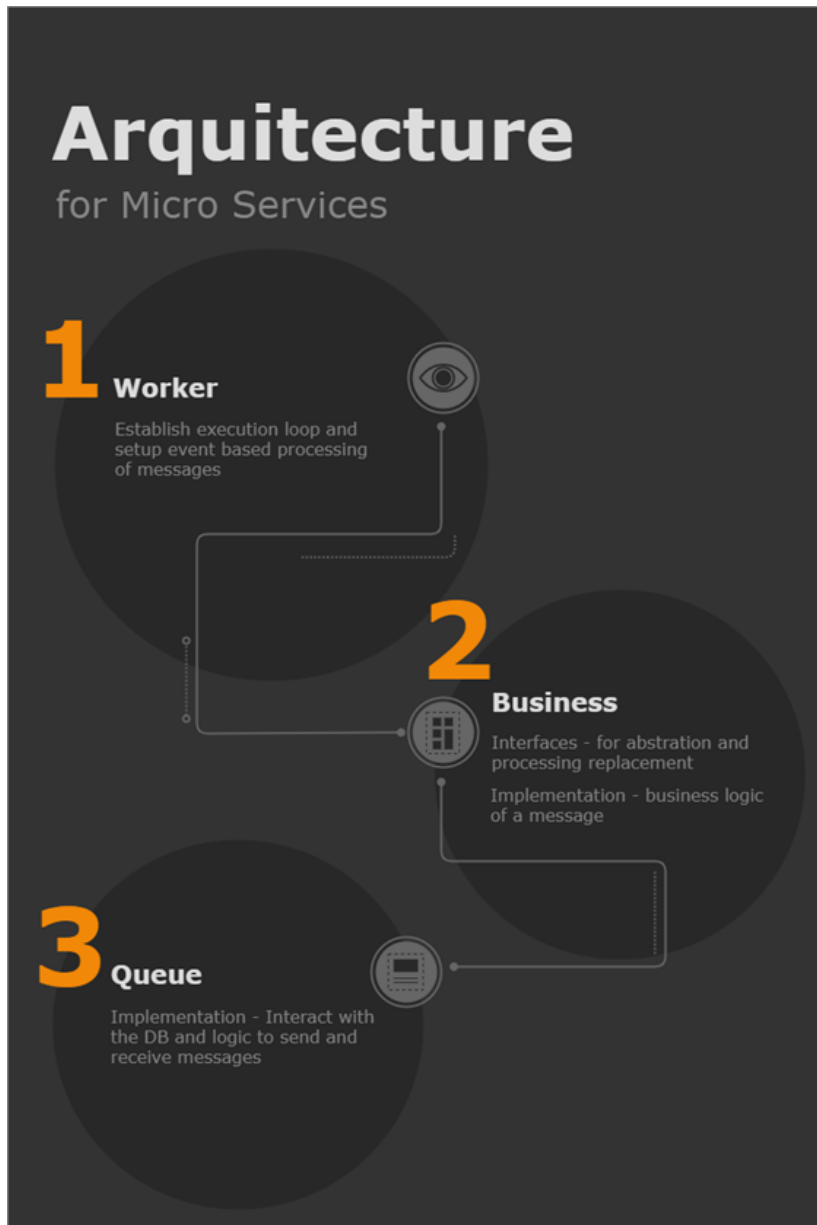 Arquitecture
for Micro Services
1
Worker
Establish execution loop and
setup event based processing
of messages
2
Business
Interfaces - for abstration and
processing replacement
Implementation - business logic
of a message
3
Queue
Implementation - Interact with
the DB and logic to send and
receive messages